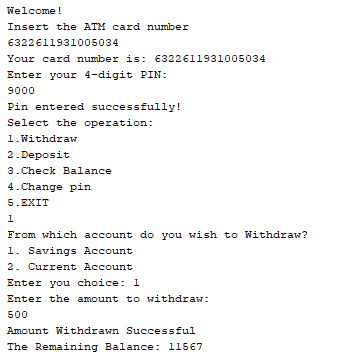 Welcome!
Insert the ATM card number
6322611931005034
Your card number is: 6322611931005034
Enter your 4-digit PIN:
9000
Pin entered successfully!
Select the operation:
1.Withdraw
2.Deposit
3.Check Balance
4.Change pin
5.EXIT
1
From which account do you wish to Withdraw?
1. Savings Account
2. Current Account
Enter you choice: 1
Enter the amount to withdraw:
500
Amount Withdrawn Successful
The Remaining Balance: 11567